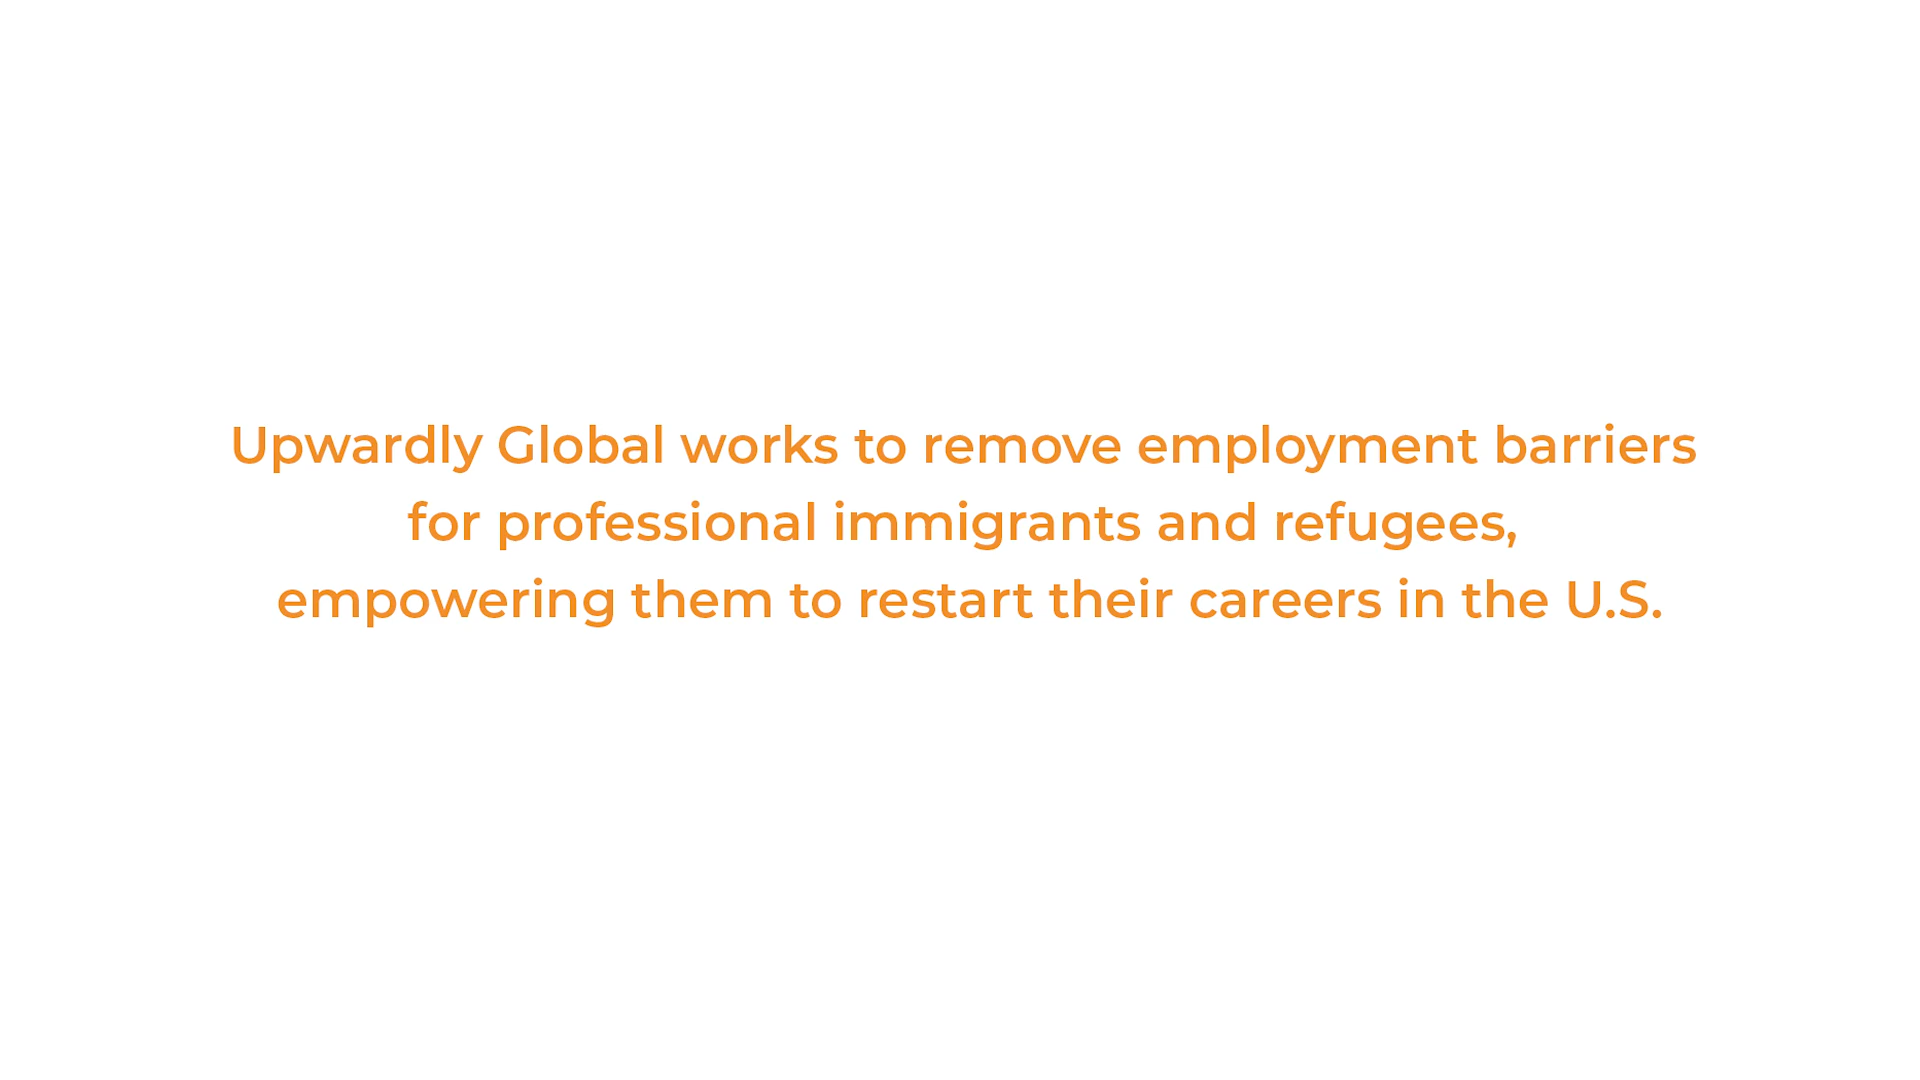 Upwardly Global works to remove employment barriers
for professional immigrants and refugees,
empowering them to restart their careers in the U.S.